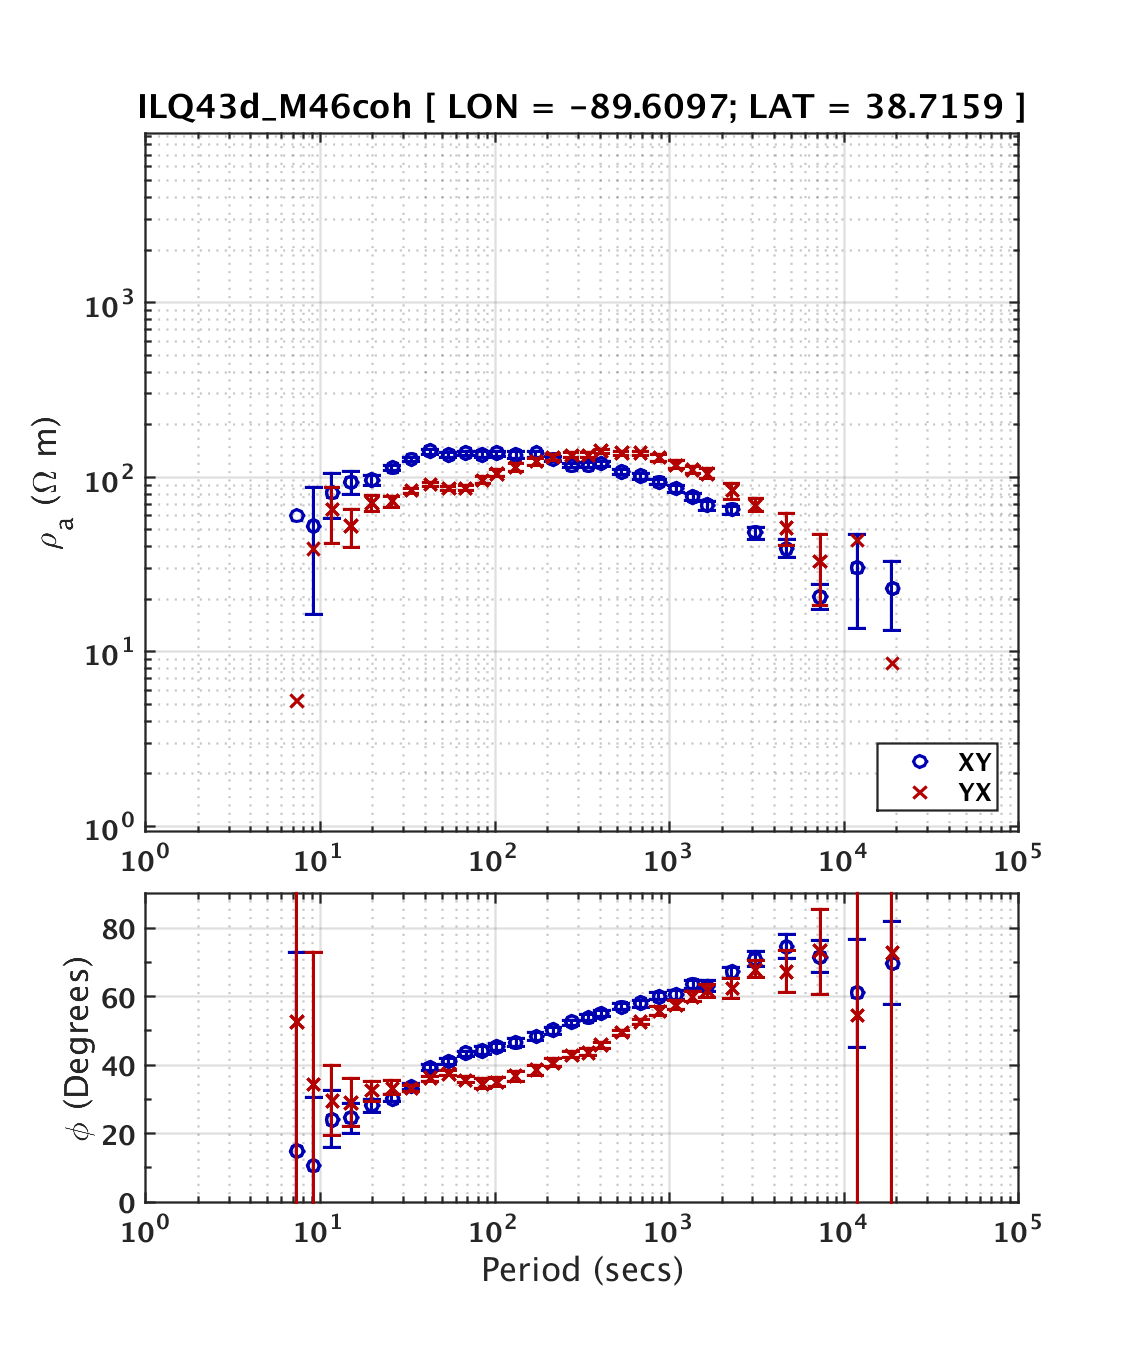 ILQ43d_M46coh [ LON = −89.6097; LAT = 38.7159 ]
ρa (Ω m)
10³
10²
10¹
10⁰
XY
YX
10⁰ 10¹ 10² 10³ 10⁴ 10⁵
ϕ (Degrees)
80
60
40
20
0
10⁰ 10¹ 10² 10³ 10⁴ 10⁵
Period (secs)